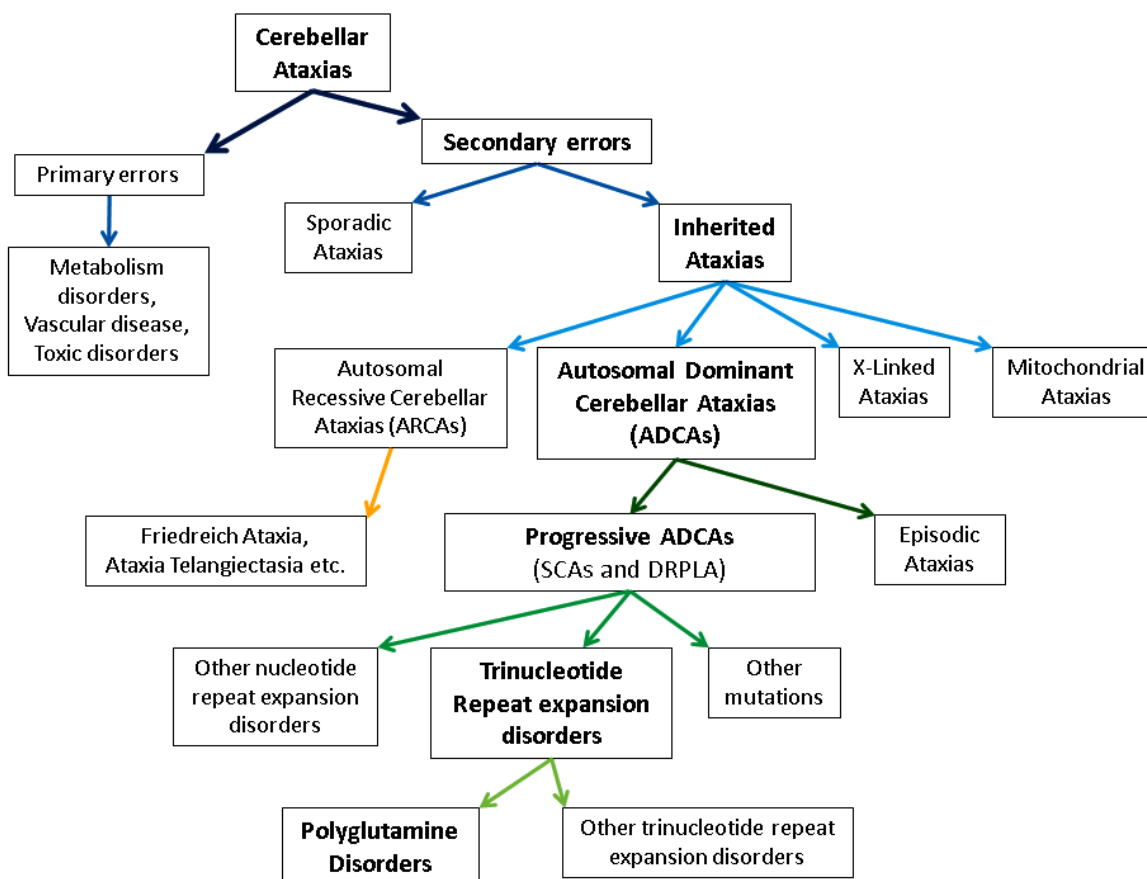 Cerebellar
Ataxias
Secondary errors
Primary errors
Sporadic
Ataxias
Inherited
Ataxias
Metabolism
disorders,
Vascular disease,
Toxic disorders
Autosomal
Recessive Cerebellar
Ataxias (ARCAs)
Autosomal Dominant
Cerebellar Ataxias
(ADCAs)
X-Linked
Ataxias
Mitochondrial
Ataxias
Friedreich Ataxia,
Ataxia Telangiectasia etc.
Progressive ADCAs
(SCAs and DRPLA)
Episodic
Ataxias
Other nucleotide
repeat expansion
disorders
Trinucleotide
Repeat expansion
disorders
Other
mutations
Polyglutamine
Disorders
Other trinucleotide repeat
expansion disorders